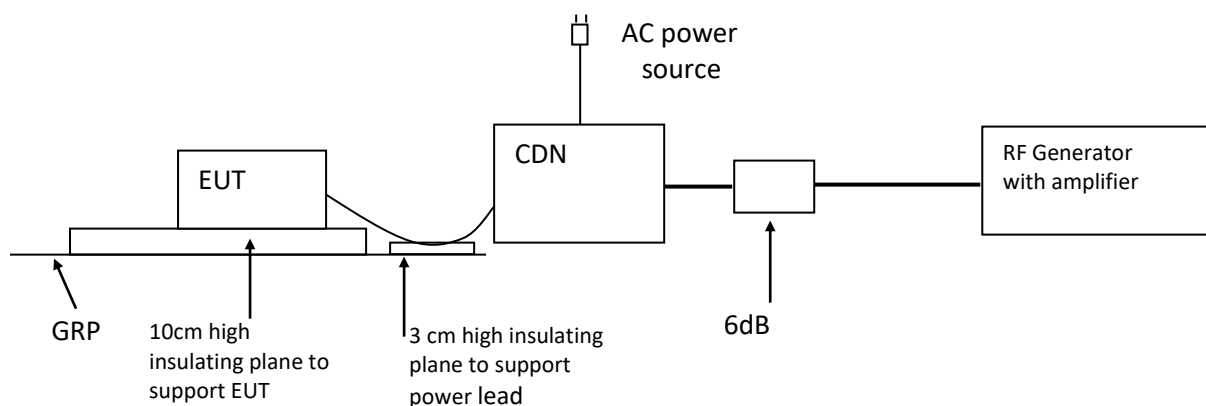 AC power
source
CDN
EUT
RF Generator
with amplifier
GRP
10cm high
insulating plane to
support EUT
3 cm high insulating
plane to support
power lead
6dB